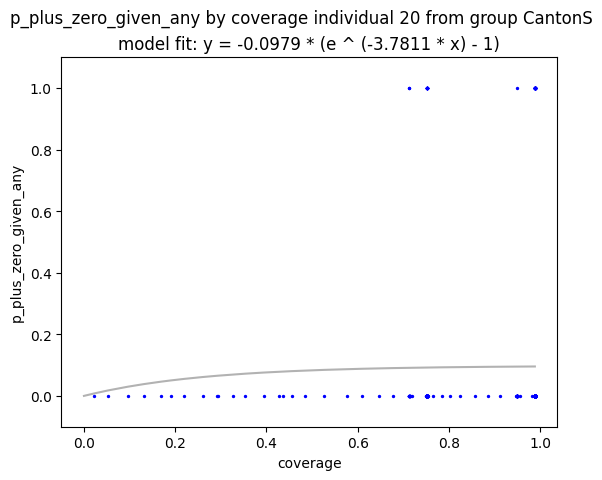 p_plus_zero_given_any by coverage individual 20 from group CantonS
model fit: y = -0.0979 * (e ^ (-3.7811 * x) - 1)
1.0
0.8
0.6
0.4
0.2
0.0
p_plus_zero_given_any
0.0 0.2 0.4 0.6 0.8 1.0
coverage